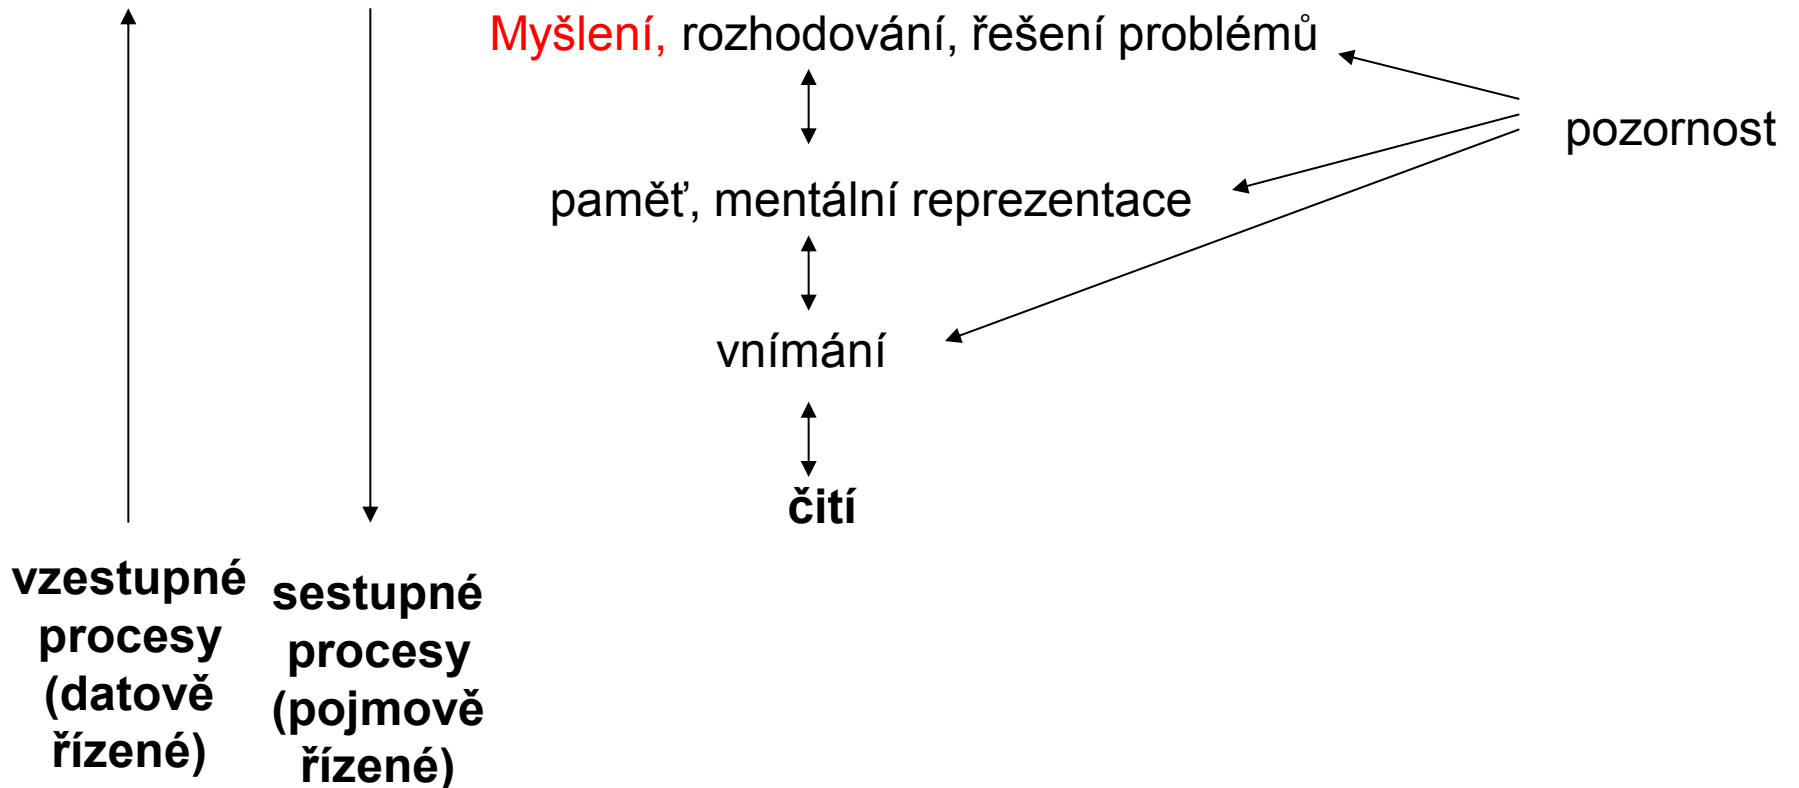 Myšlení, rozhodování, řešení problémů
pozornost
paměť, mentální reprezentace
vnímání
čití
vzestupné
procesy
(datově
řízené)
sestupné
procesy
(pojmově
řízené)